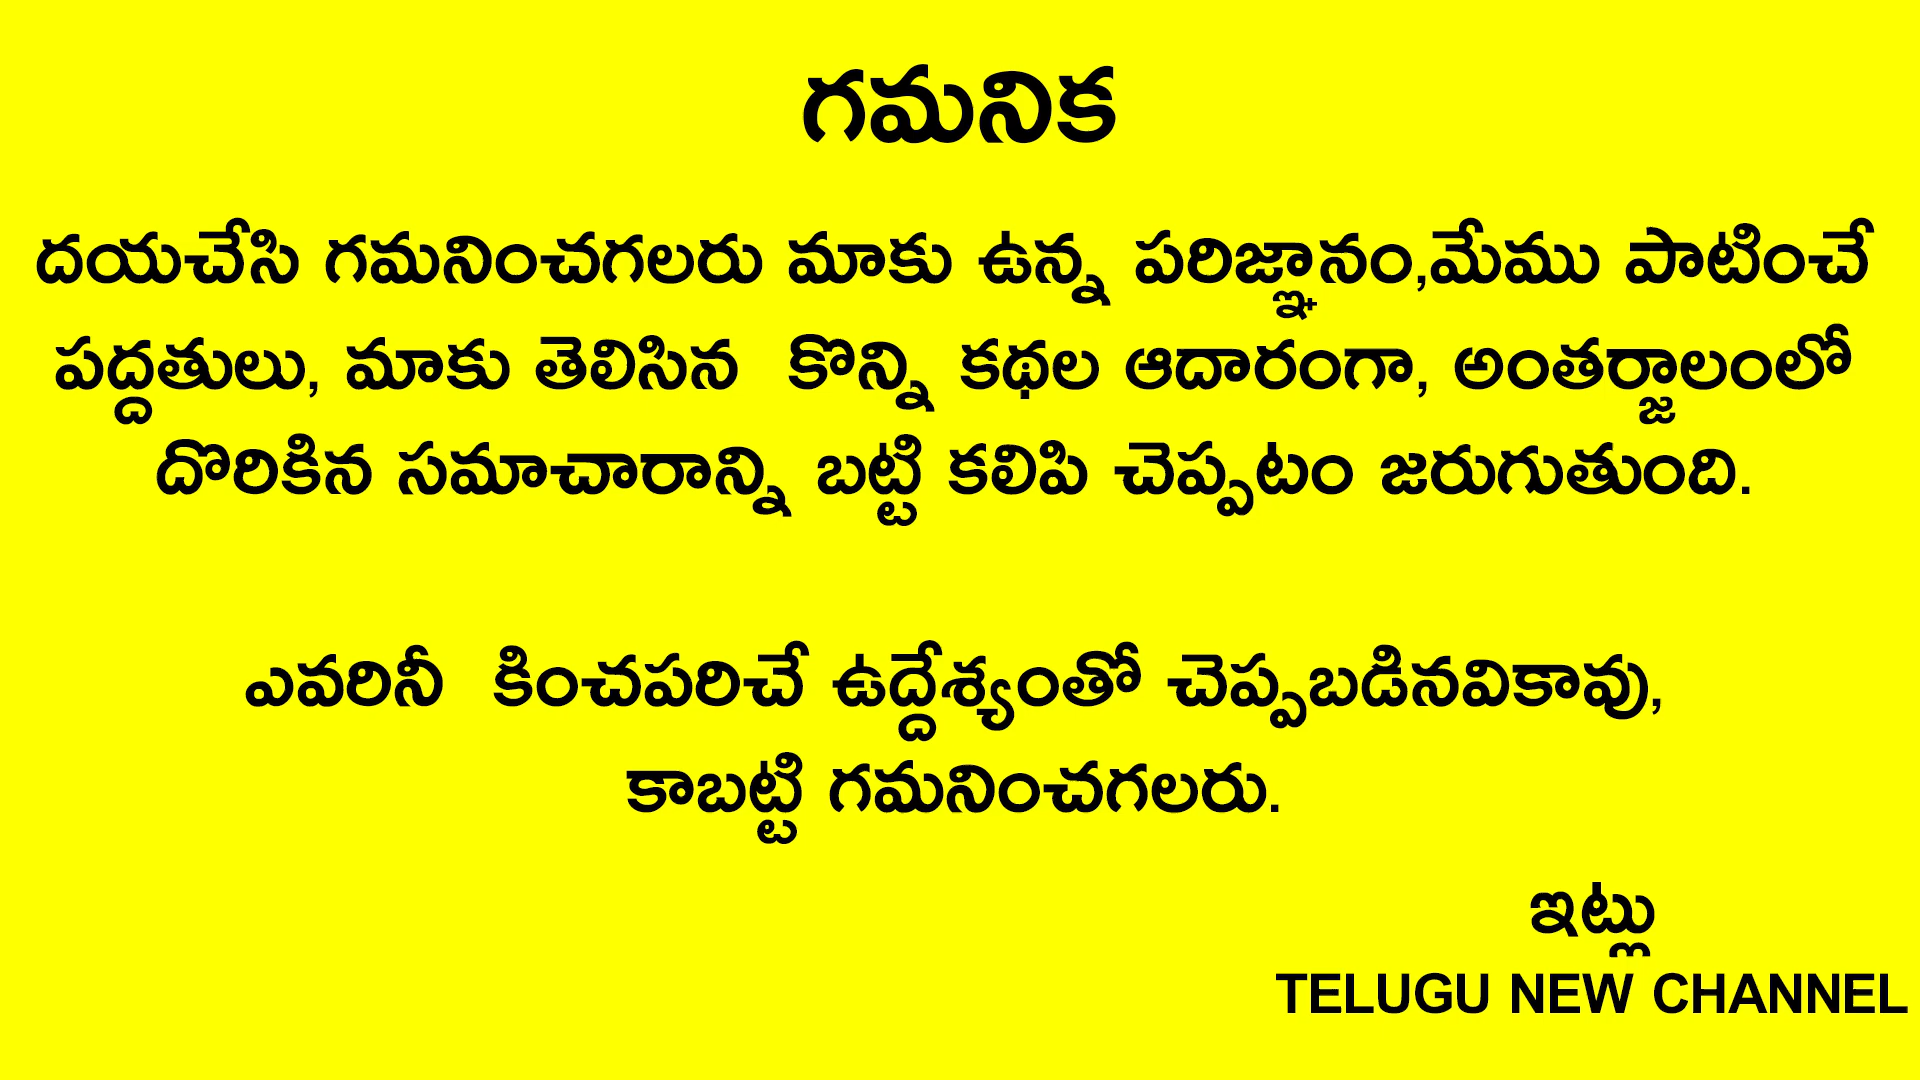 గమనిక
దయచేసి గమనించగలరు మాకు ఉన్న పరిజ్ఞానం,మేము పాటించే
పద్దతులు, మాకు తెలిసిన  కొన్ని కథల ఆదారంగా, అంతర్జాలంలో
దొరికిన సమాచారాన్ని బట్టి కలిపి చెప్పటం జరుగుతుంది.
ఎవరినీ  కించపరిచే ఉద్దేశ్యంతో చెప్పబడినవికావు,
కాబట్టి గమనించగలరు.
ఇట్లు
TELUGU NEW CHANNEL